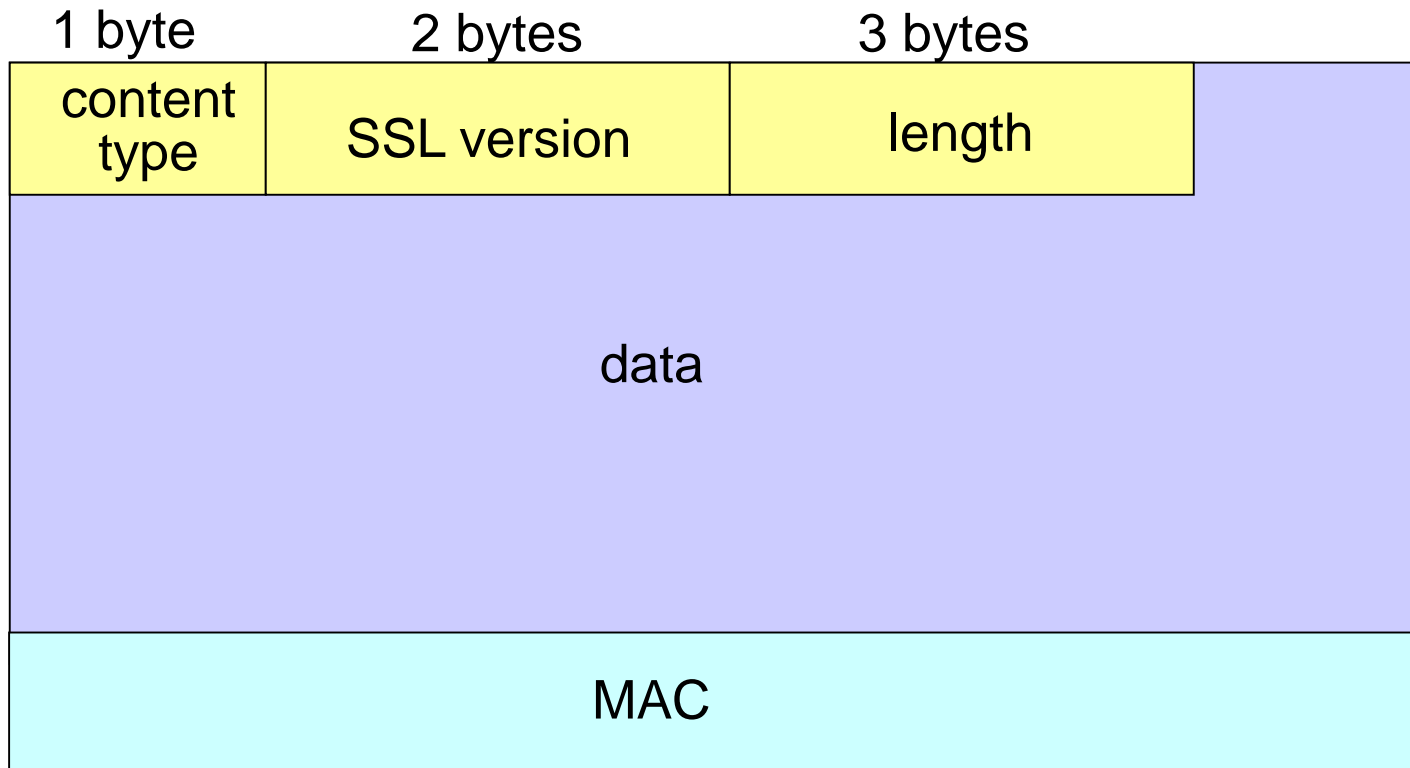 1 byte 2 bytes 3 bytes
content
type
SSL version
length
data
MAC